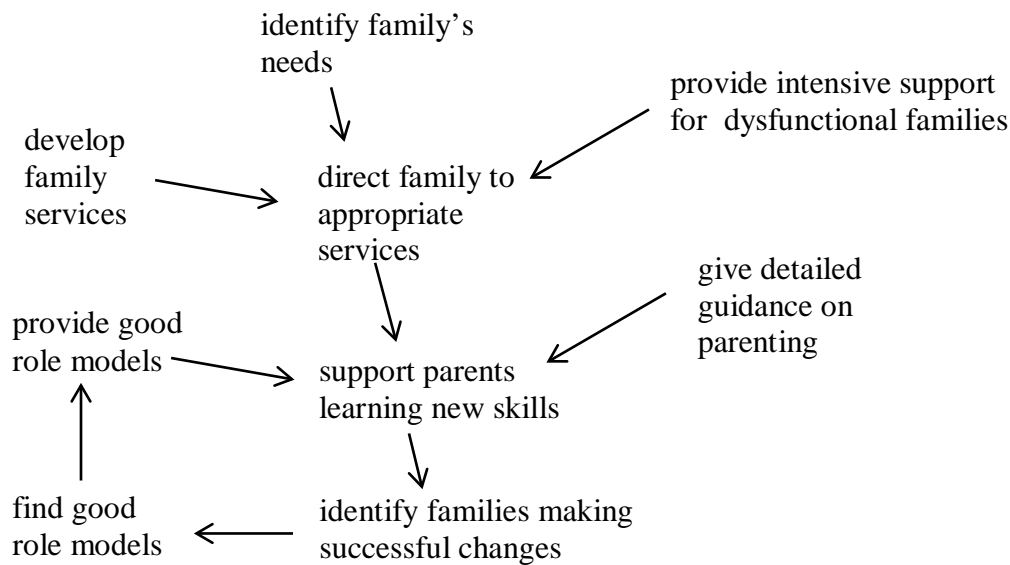 identify family’s
needs
provide intensive support
for  dysfunctional families
develop
family
services
direct family to
appropriate
services
give detailed
guidance on
parenting
provide good
role models
support parents
learning new skills
find good
role models
identify families making
successful changes